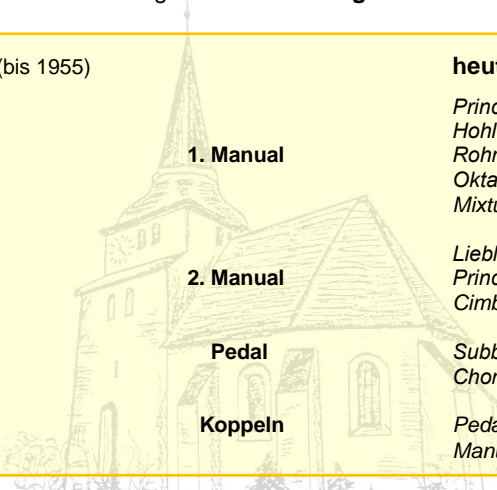 (bis 1955)
heut
1. Manual
Princ
Hohl
Rohr
Okta
Mixtu
2. Manual
Liebl
Princ
Cimb
Pedal
Subb
Chor
Koppeln
Peda
Manu